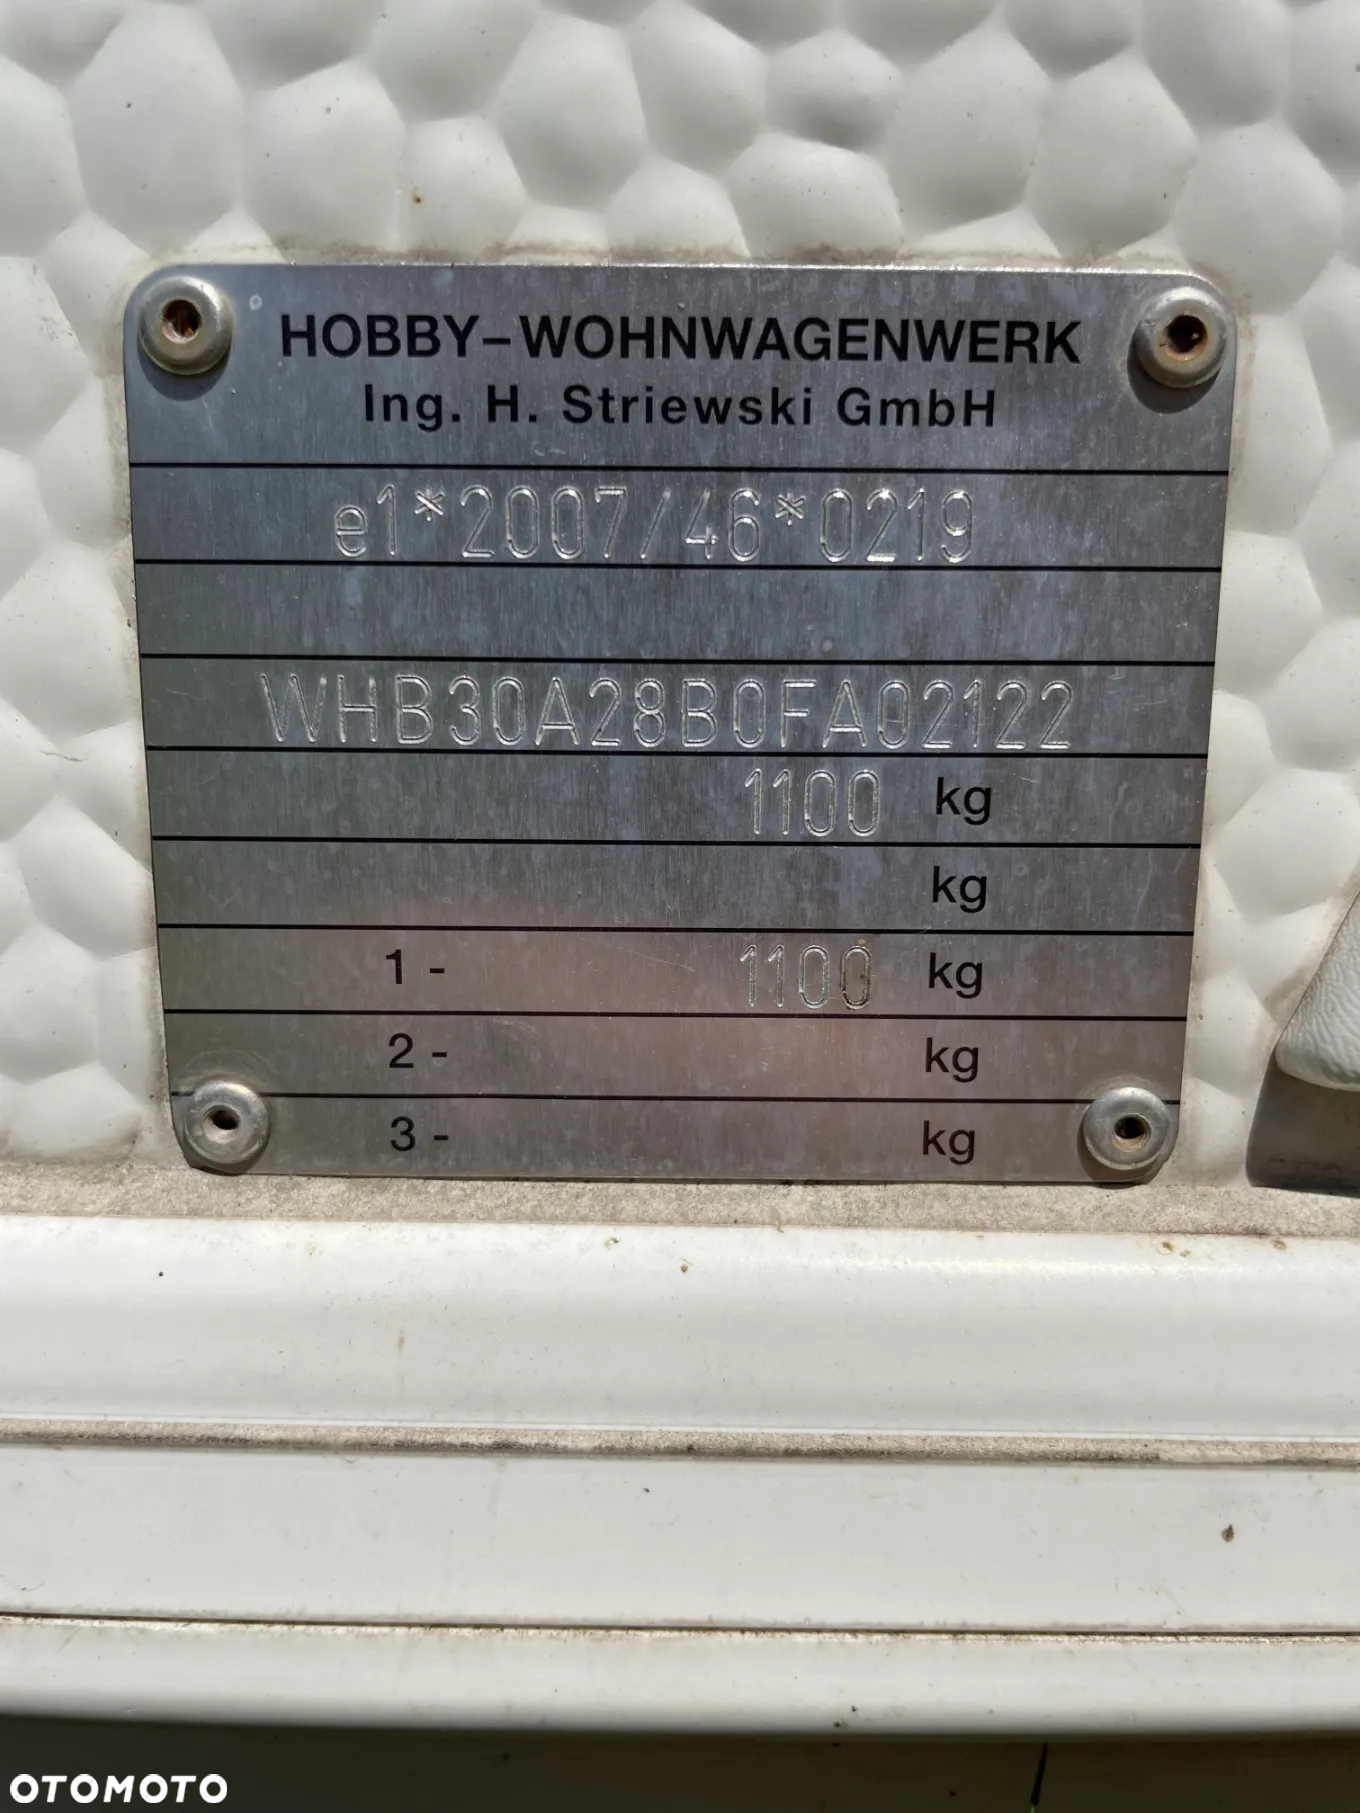 HOBBY-WOHNWAGENWERK
Ing. H. Striewski GmbH
e1*2007/46*0219
WHB30A28B0FA02122
1100 kg
kg
1- 1100 kg
2- kg
3- kg
OTOMOTO